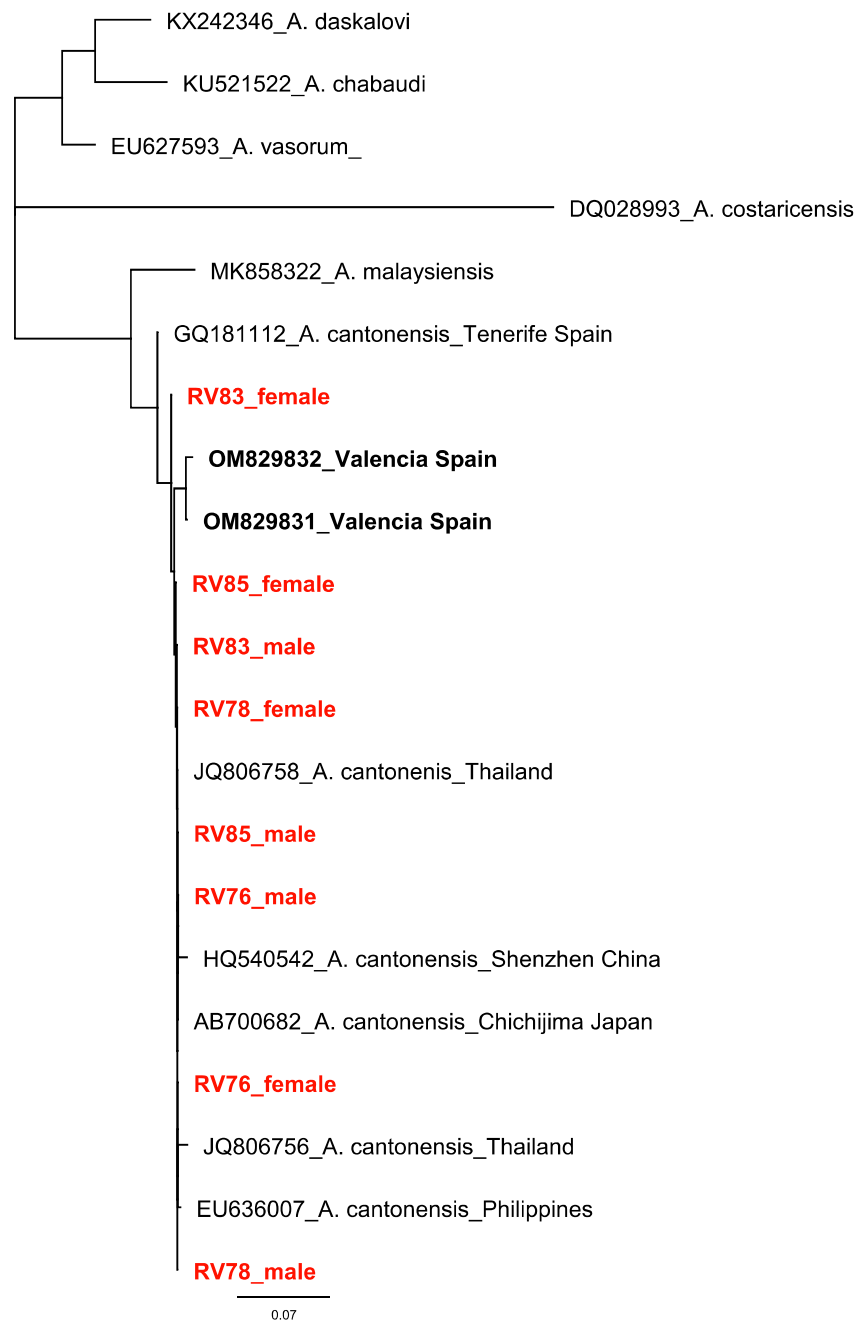 KX242346_A. daskalovi
KU521522_A. chabaudi
EU627593_A. vasorum_
DQ028993_A. costaricensis
MK858322_A. malaysiensis
GQ181112_A. cantonensis_Tenerife Spain
RV83_female
OM829832_Valencia Spain
OM829831_Valencia Spain
RV85_female
RV83_male
RV78_female
JQ806758_A. cantonenis_Thailand
RV85_male
RV76_male
HQ540542_A. cantonensis_Shenzhen China
AB700682_A. cantonensis_Chichijima Japan
RV76_female
JQ806756_A. cantonensis_Thailand
EU636007_A. cantonensis_Philippines
RV78_male
0.07